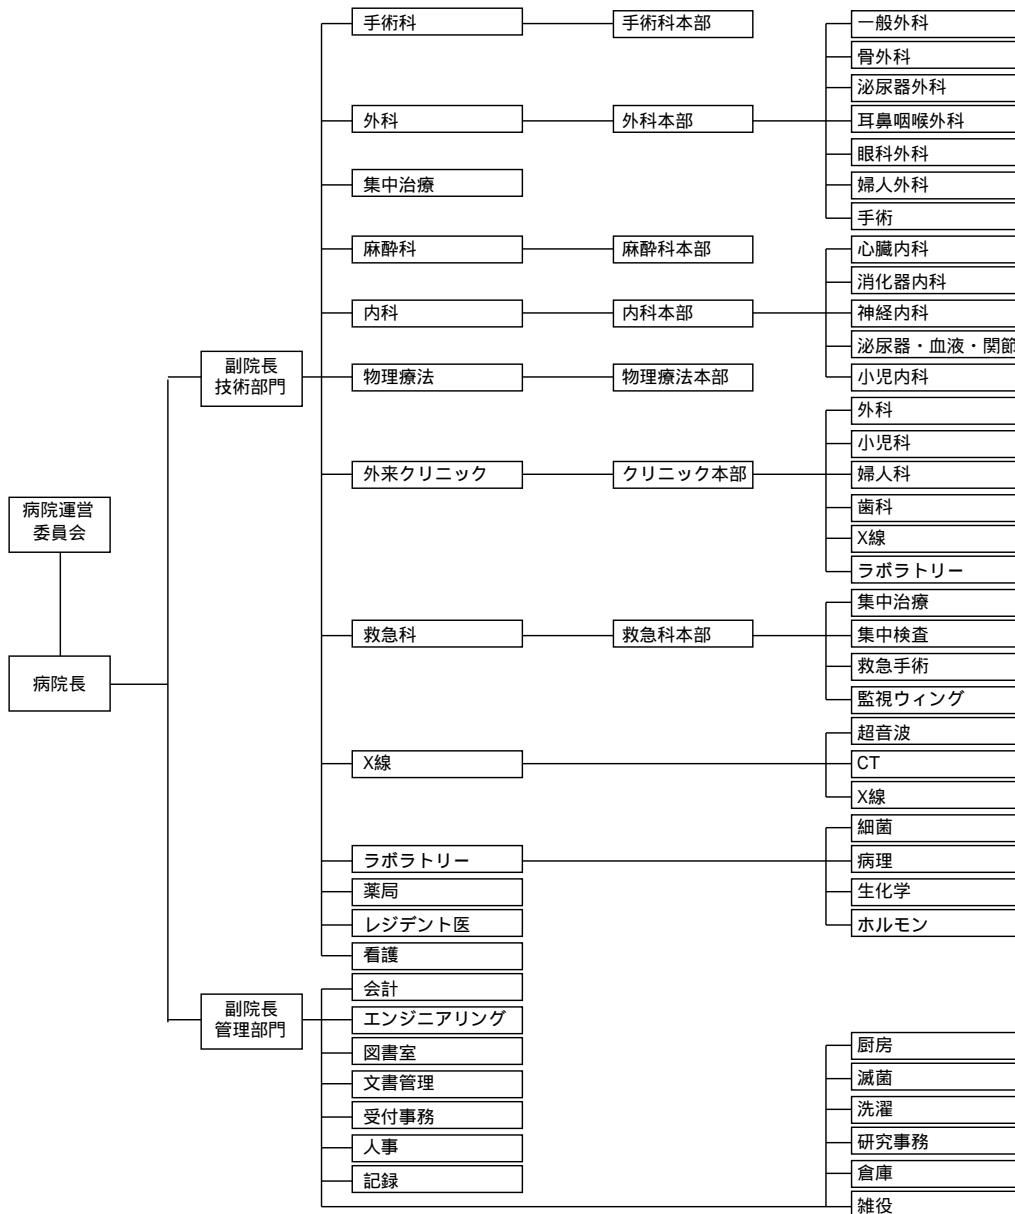 手術科
手術科本部
一般外科
骨外科
泌尿器外科
外科
外科本部
耳鼻咽喉外科
眼科外科
集中治療
婦人外科
手術
麻酔科
麻酔科本部
心臓内科
消化器内科
内科
内科本部
神経内科
泌尿器・血液・関節
副院長
技術部門
物理療法
物理療法本部
小児内科
外科
小児科
外来クリニック
クリニック本部
婦人科
歯科
病院運営
委員会
X線
ラボラトリー
集中治療
救急科
救急科本部
集中検査
救急手術
病院長
監視ウィング
超音波
X線
CT
X線
細菌
ラボラトリー
病理
薬局
生化学
レジデント医
ホルモン
看護
会計
副院長
管理部門
エンジニアリング
図書室
厨房
文書管理
滅菌
受付事務
洗濯
人事
研究事務
記録
倉庫
雑役